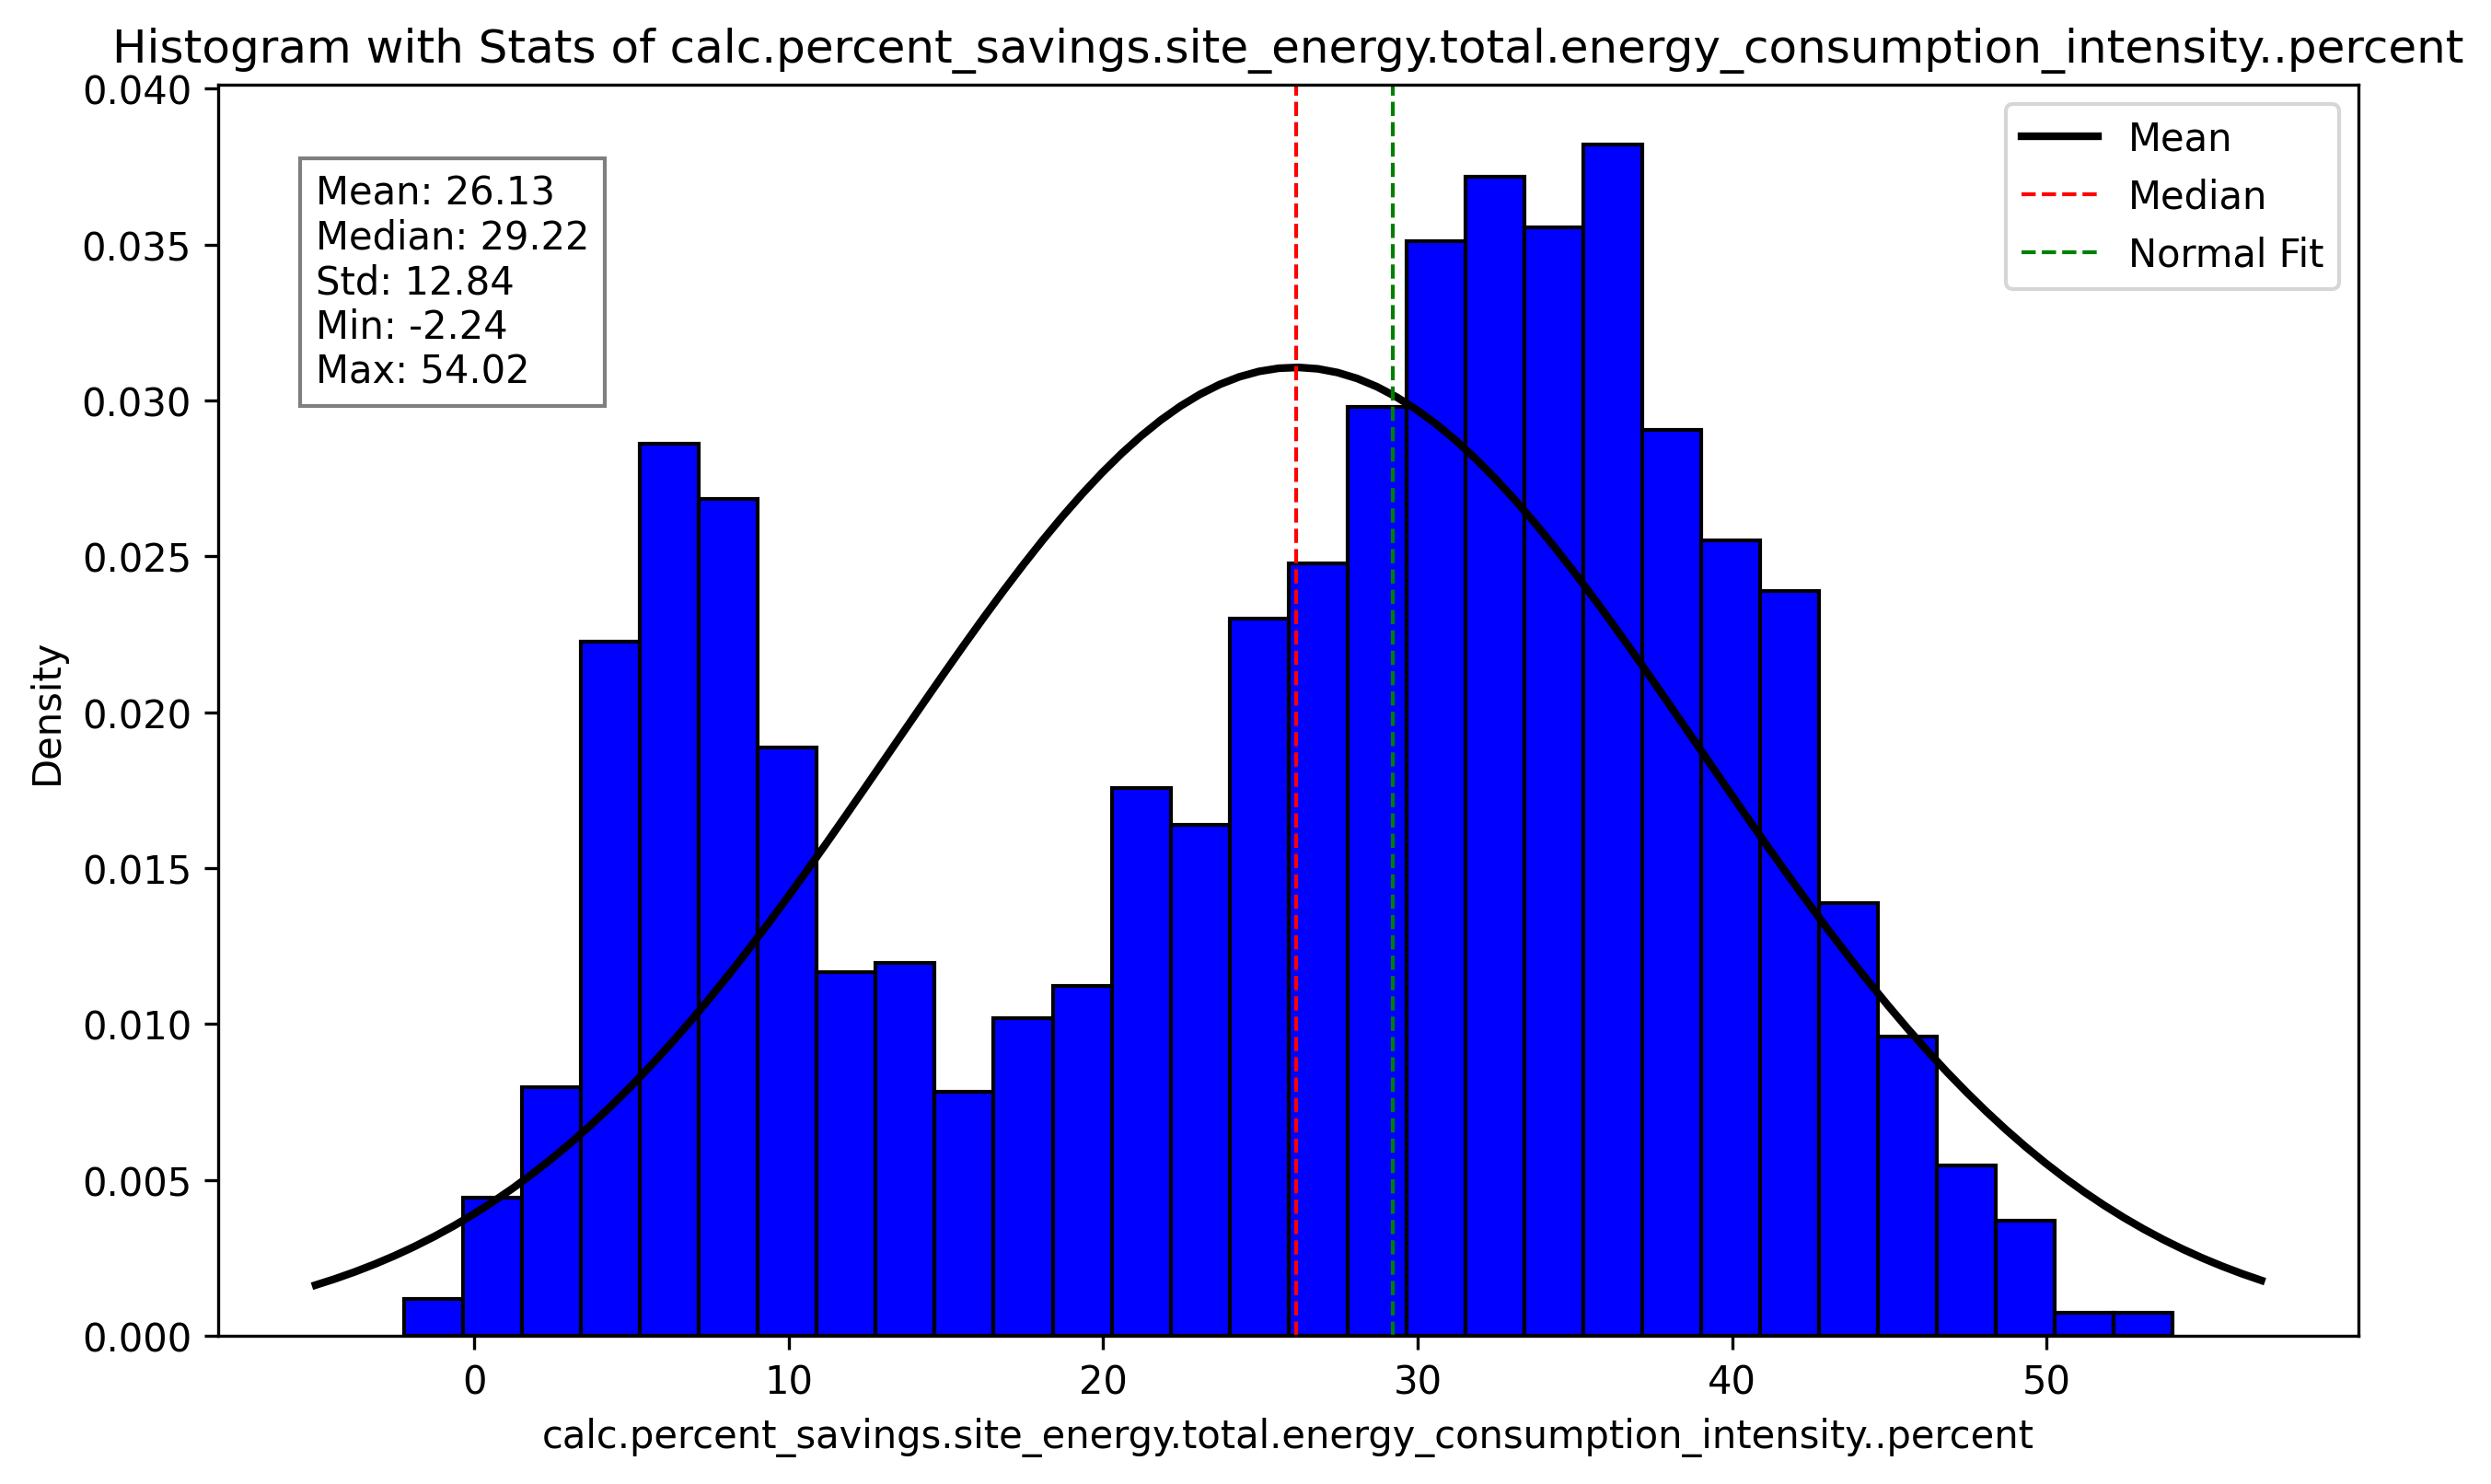 Histogram with Stats of calc.percent_savings.site_energy.total.energy_consumption_intensity..percent
0.040
0.035
0.030
0.025
0.020
0.015
0.010
0.005
0.000
Density
Mean: 26.13
Median: 29.22
Std: 12.84
Min: -2.24
Max: 54.02
Mean
Median
Normal Fit
0 10 20 30 40 50
calc.percent_savings.site_energy.total.energy_consumption_intensity..percent